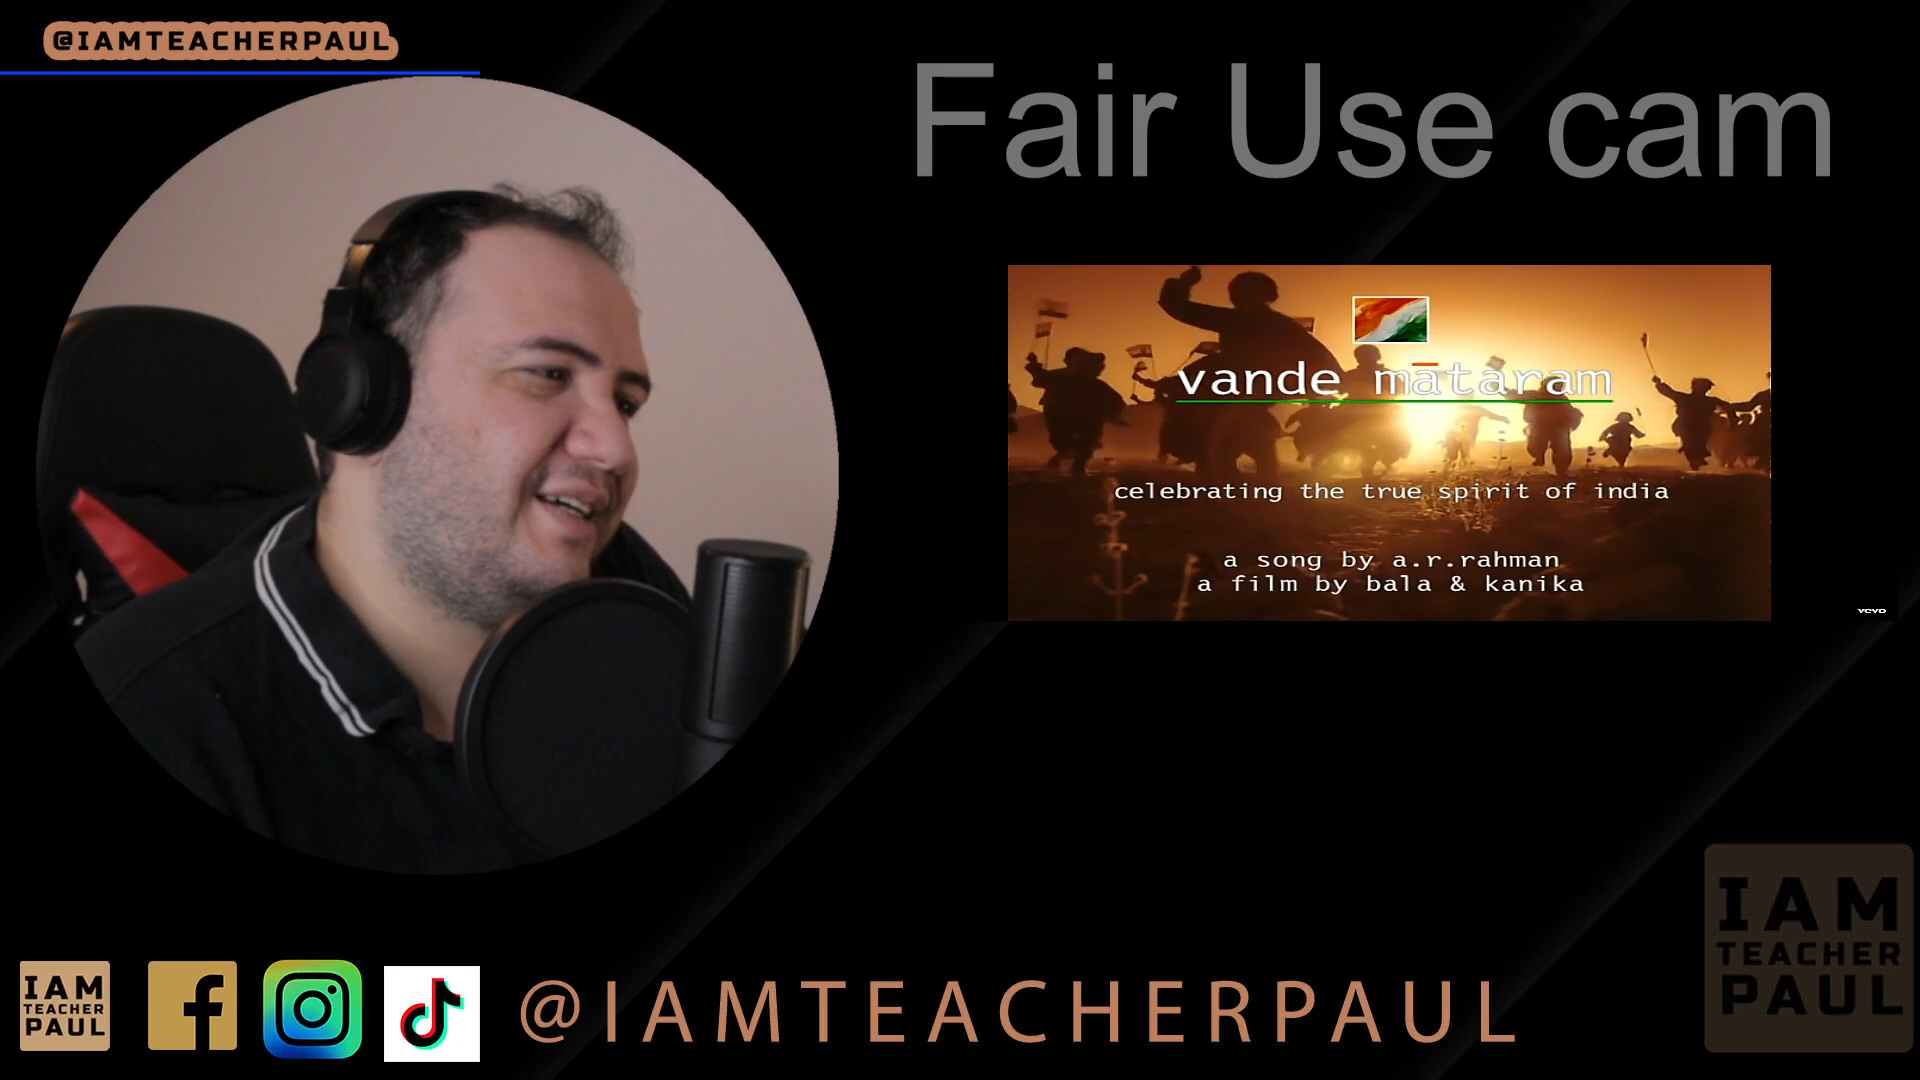 @IAMTEACHERPAUL
Fair Use cam
vande mātaram
celebrating the true spirit of india
a song by a.r.rahman
a film by bala & kanika
vevo
IAM
TEACHER
PAUL
@IAMTEACHERPAUL
IAM
TEACHER
PAUL